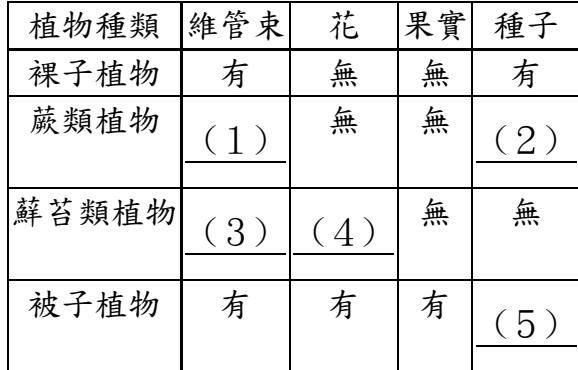 植物種類 維管束 花 果實 種子
裸子植物 有 無 無 有
蕨類植物 （1） 無 無 （2）
蘚苔類植物 （3） （4） 無 無
被子植物 有 有 有 （5）